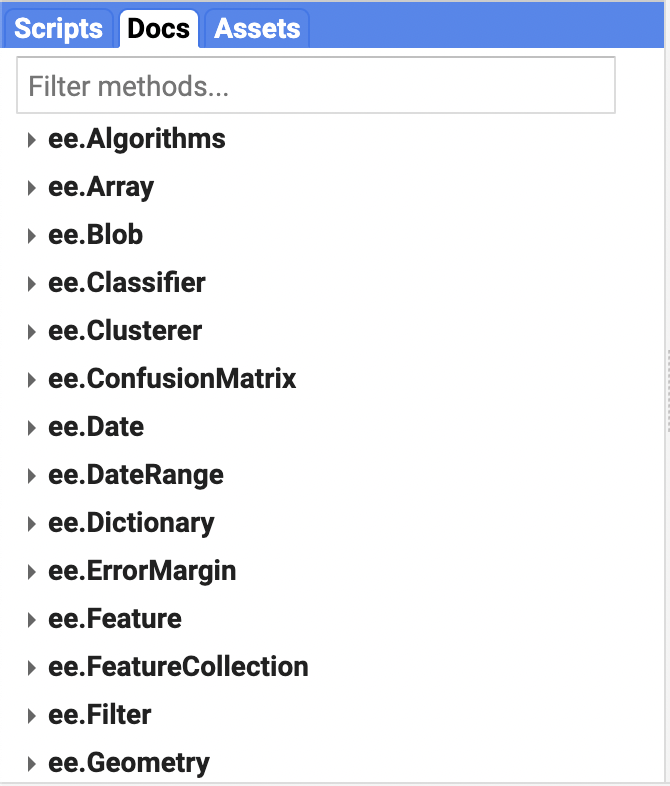 Scripts Docs Assets
Filter methods...
ee.Algorithms
ee.Array
ee.Blob
ee.Classifier
ee.Clusterer
ee.ConfusionMatrix
ee.Date
ee.DateRange
ee.Dictionary
ee.ErrorMargin
ee.Feature
ee.FeatureCollection
ee.Filter
ee.Geometry